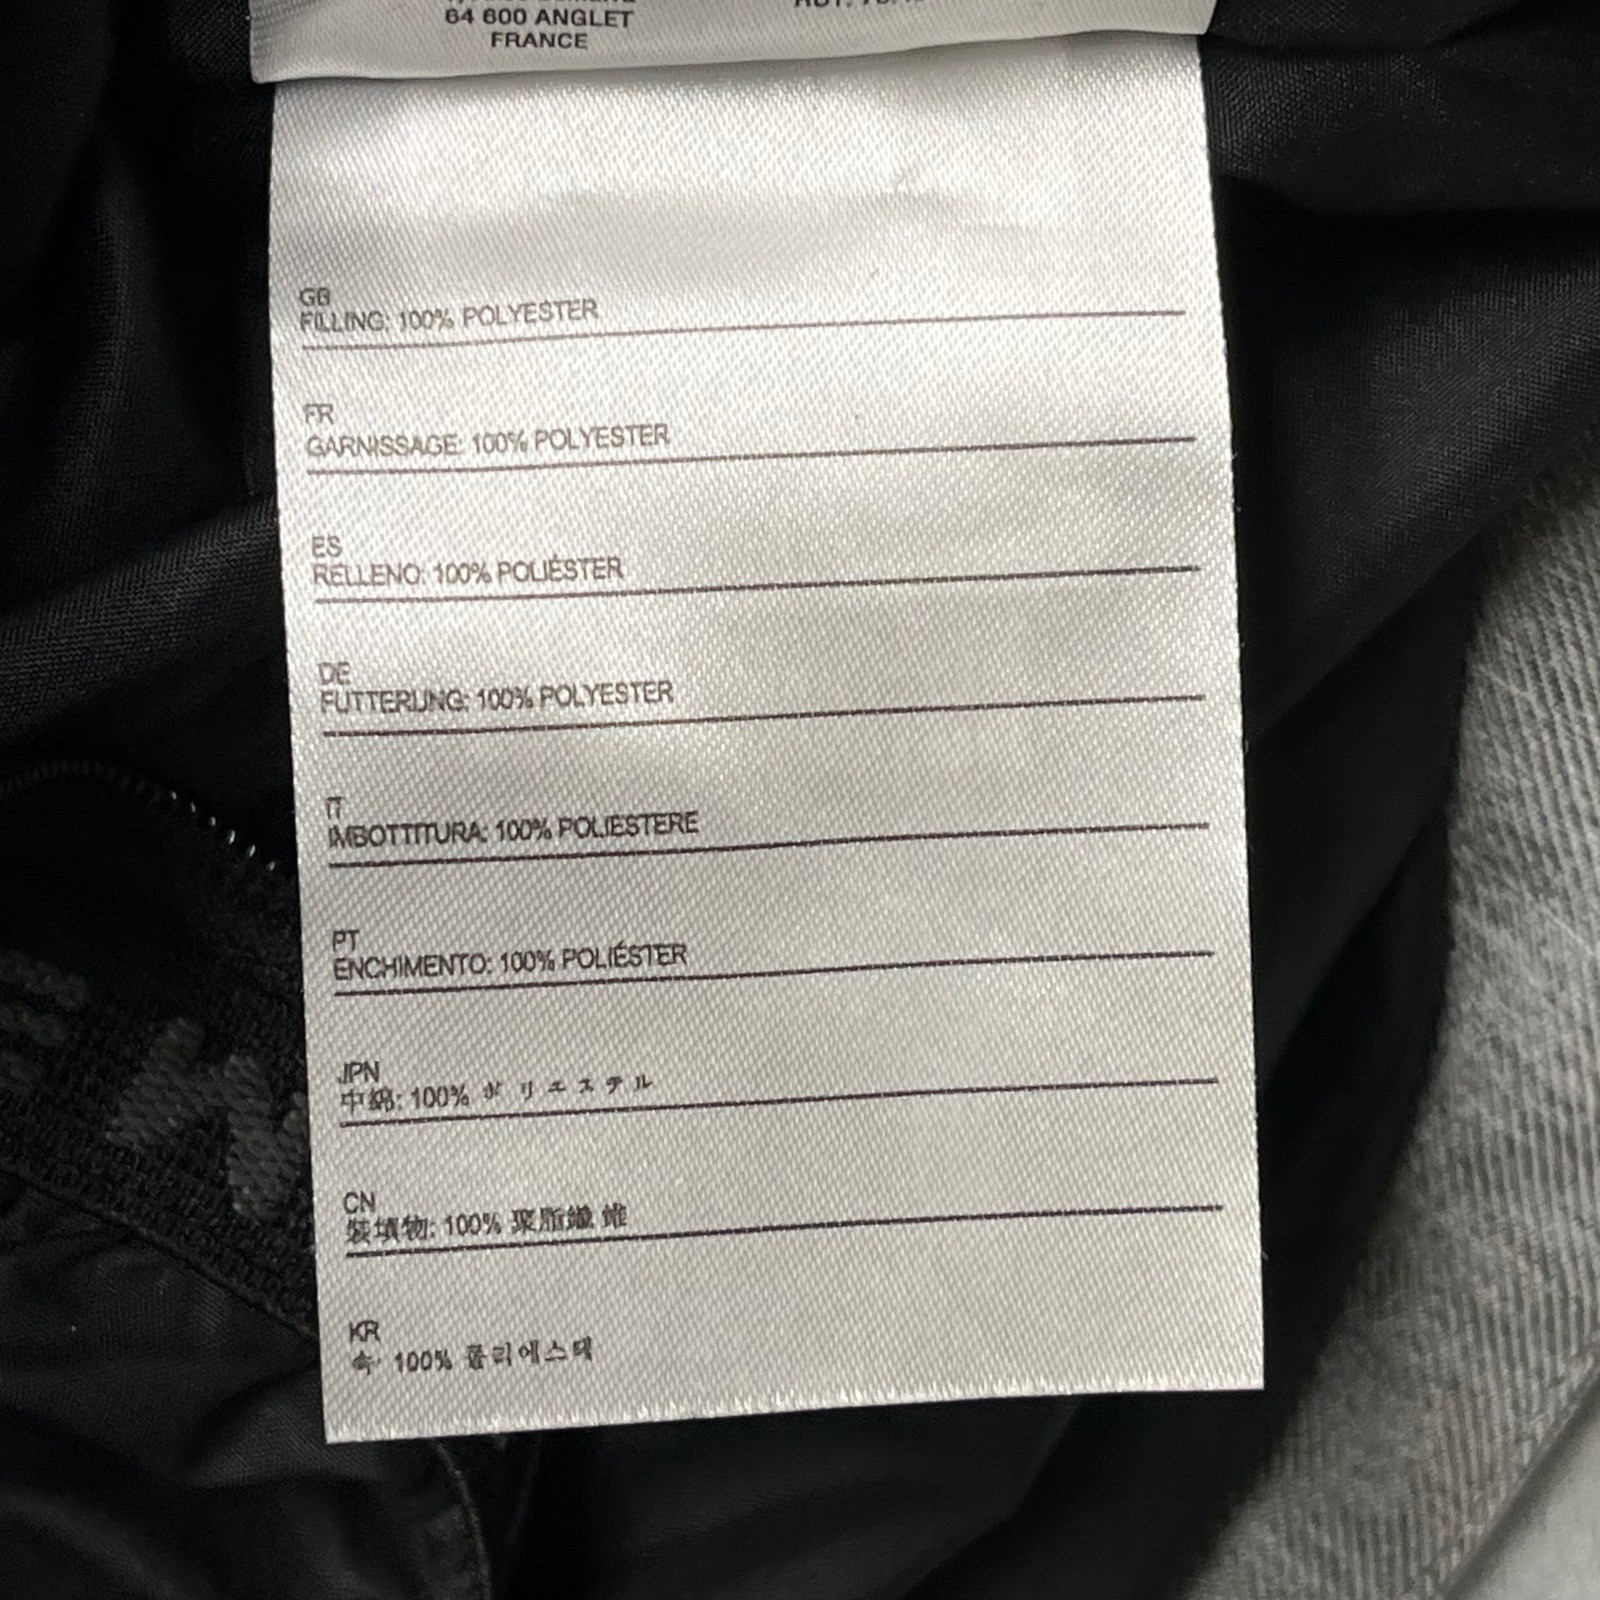 64 600 ANGLET
FRANCE
GB
FILLING: 100% POLYESTER
FR
GARNISSAGE: 100% POLYESTER
ES
RELLENO: 100% POLIÉSTER
DE
FUTTERUNG: 100% POLYESTER
IT
IMBOTTITURA: 100% POLIESTERE
PT
ENCHIMENTO: 100% POLIÉSTER
JPN
中綿: 100% ポリエステル
CN
装填物: 100% 聚脂纖維
KR
속: 100% 폴리에스테